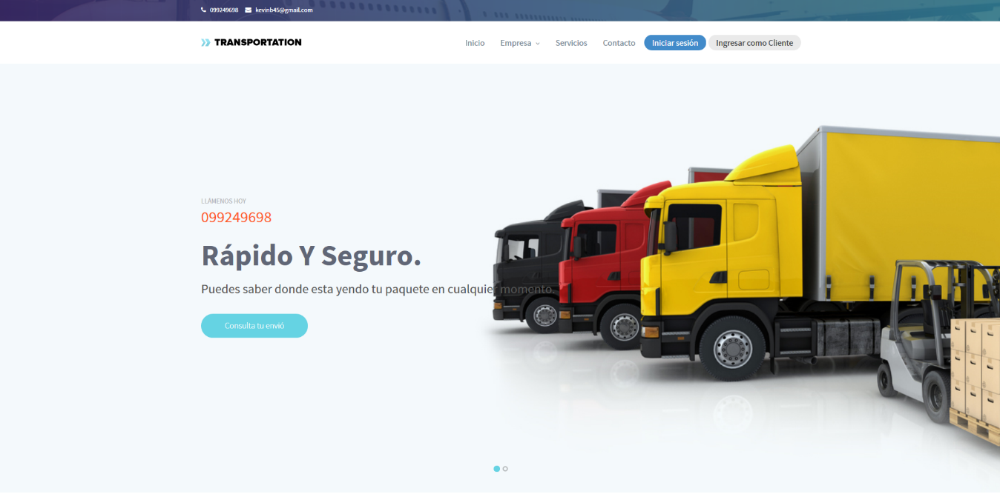 099249698 kevinb45@gmail.com
TRANSPORTATION Inicio Empresa Servicios Contacto Iniciar sesión Ingresar como Cliente
LLÁMENOS HOY
099249698
Rápido Y Seguro.
Puedes saber donde esta yendo tu paquete en cualquier momento.
Consulta tu envió